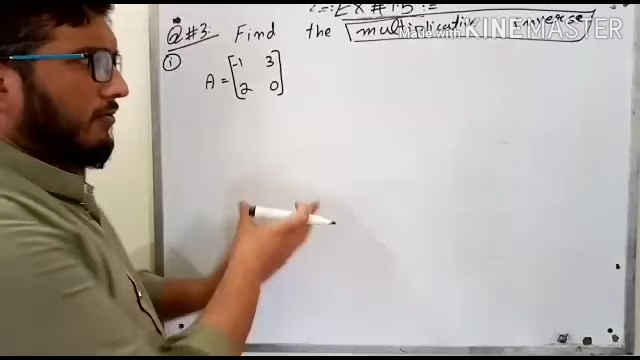 Ex # 1.5 :=
Made with KINEMASTER
Q#3: Find the multiplicative inverse
① A = [-1 3
2 0]